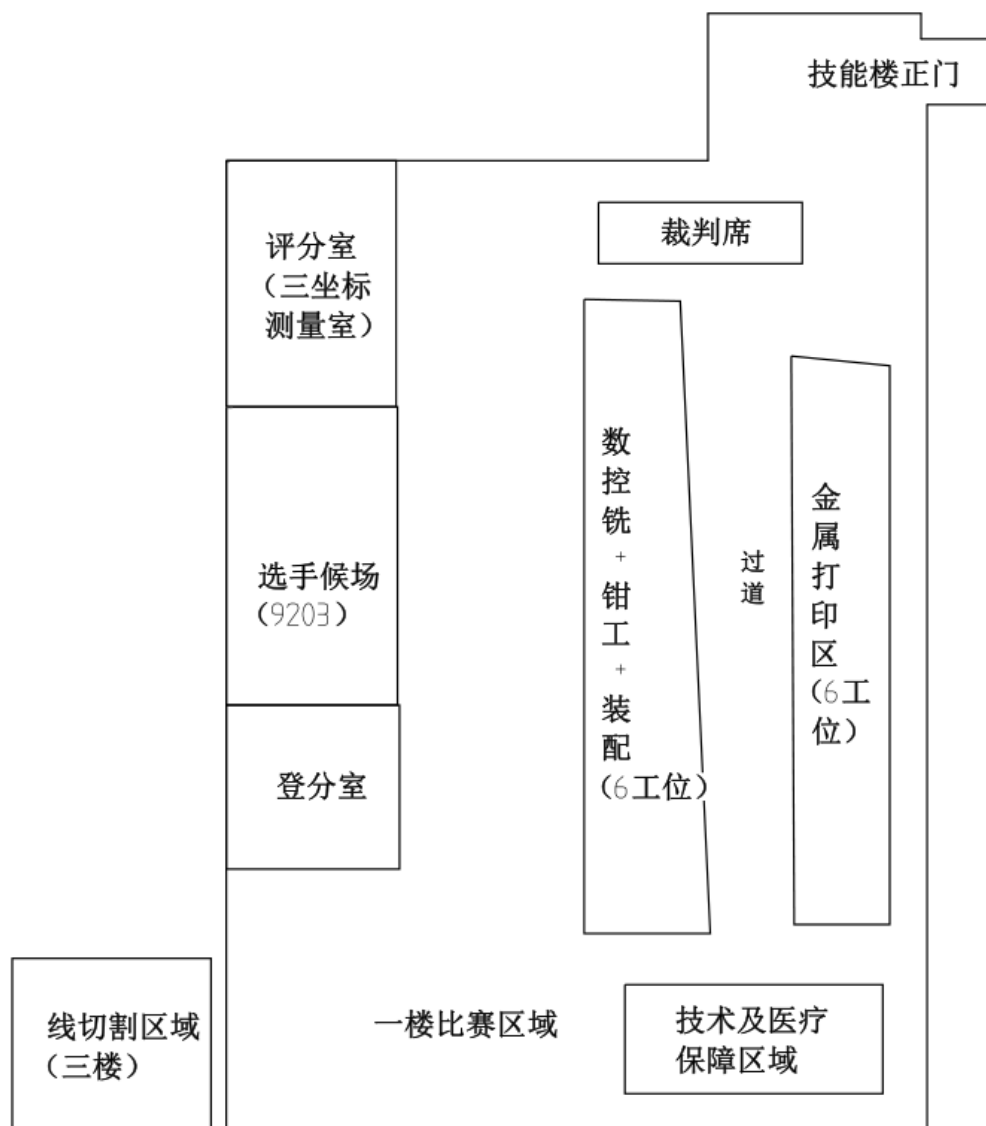 技能楼正门
裁判席
评分室
（三坐标
测量室）
数
控
铣
+
钳
工
+
装
配
（6工位）
金
属
打
印
区
（6工
位）
过
道
选手候场
（9203）
登分室
线切割区域
（三楼）
一楼比赛区域
技术及医疗
保障区域